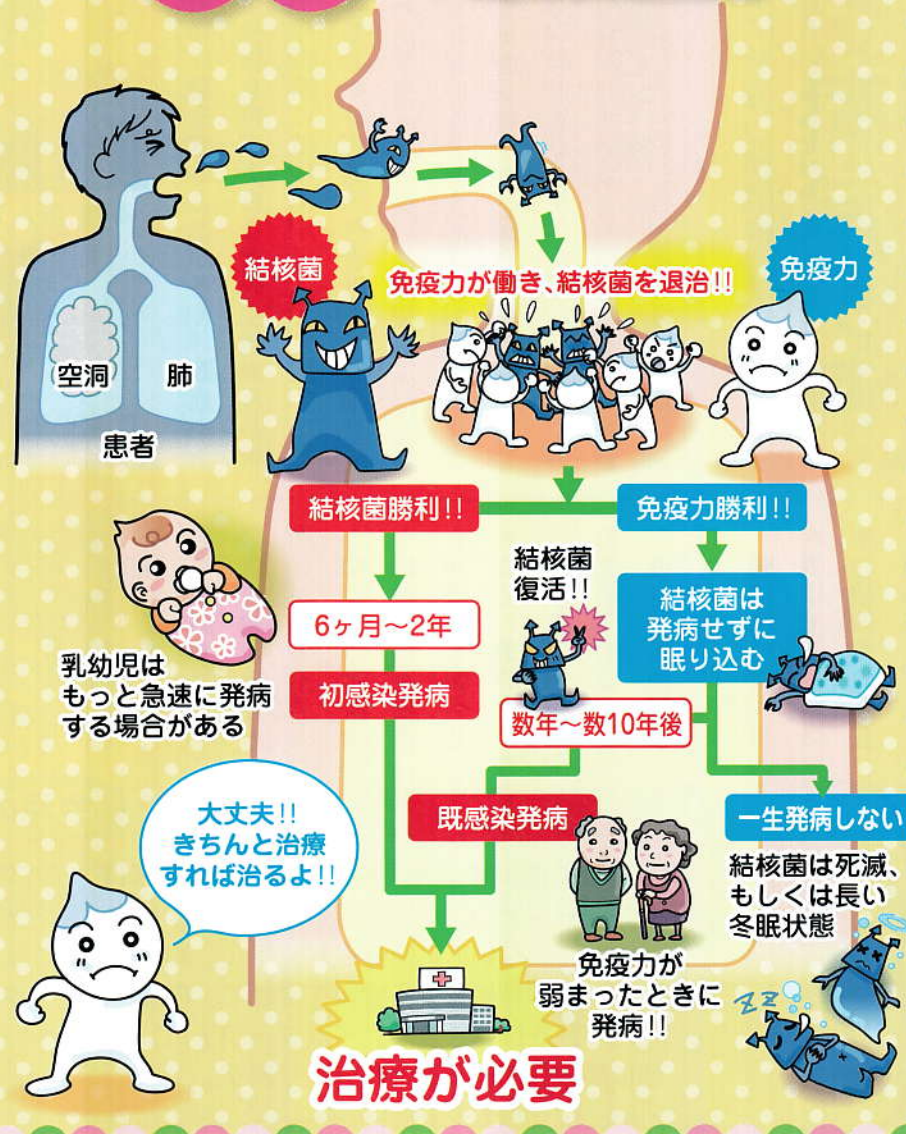 結核菌
免疫力が働き、結核菌を退治!!
免疫力
空洞
肺
患者
結核菌勝利!!
免疫力勝利!!
結核菌
復活!!
6ヶ月～2年
結核菌は
発病せずに
眠り込む
乳幼児は
もっと急速に発病
する場合がある
初感染発病
数年～数10年後
大丈夫!!
きちんと治療
すれば治るよ!!
既感染発病
一生発病しない
結核菌は死滅、
もしくは長い
冬眠状態
免疫力が
弱まったときに
発病!!
ZZ
治療が必要